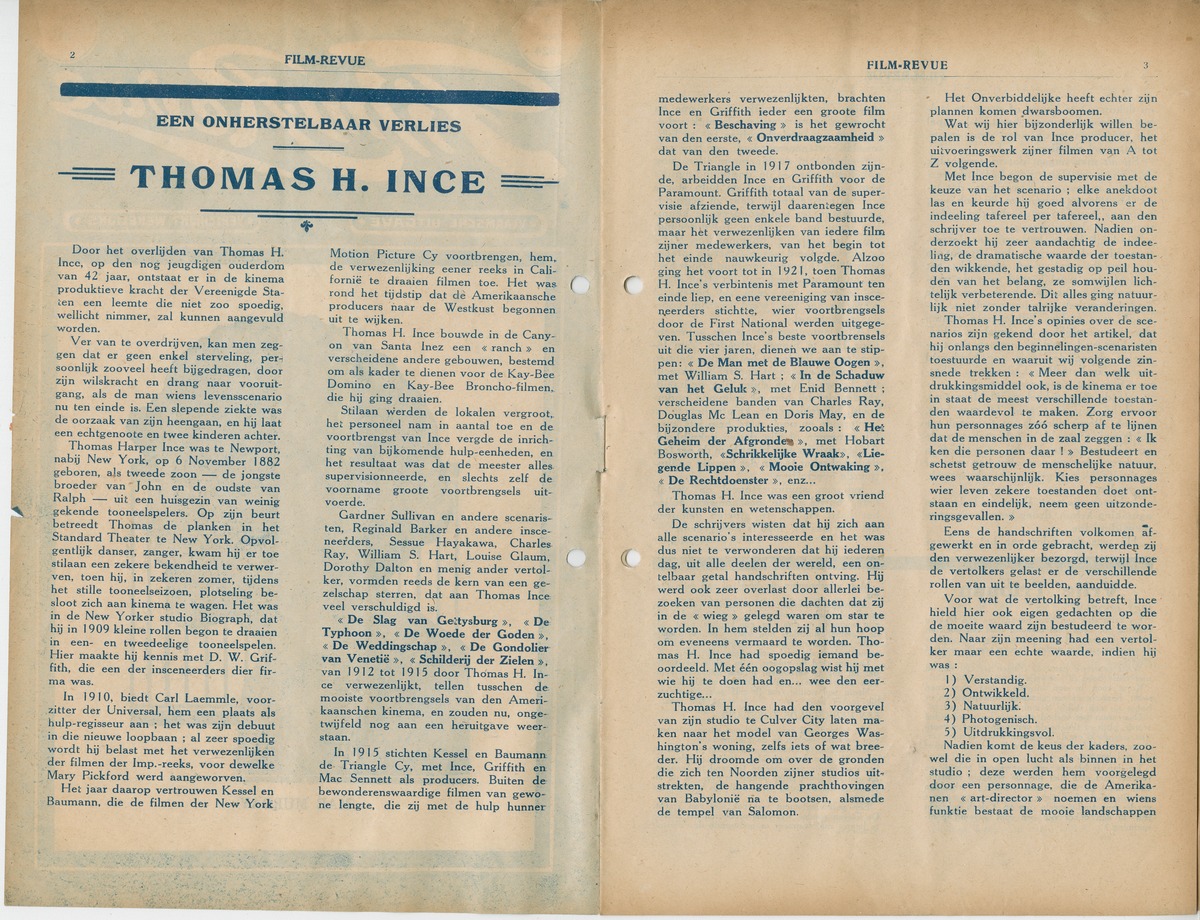 2
FILM-REVUE
EEN ONHERSTELBAAR VERLIES
THOMAS H. INCE
Door het overlijden van Thomas H.
Ince, op den nog jeugdigen ouderdom
van 42 jaar, ontstaat er in de kinema
produktieve kracht der Vereenigde Sta-
ten een leemte die niet zoo spoedig,
wellicht nimmer, zal kunnen aangevuld
worden.
Ver van te overdrijven, kan men zeg-
gen dat er geen enkel sterveling, per-
soonlijk zooveel heeft bijgedragen, door
zijn wilskracht en drang naar vooruit-
gang, als de man wiens levensscenario
nu ten einde is. Een slepende ziekte was
de oorzaak van zijn heengaan, en hij laat
een echtgenoote en twee kinderen achter.
Thomas Harper Ince was te Newport,
nabij New York, op 6 November 1882
geboren, als tweede zoon — de jongste
broeder van John en de oudste van
Ralph — uit een huisgezin van weinig
gekende tooneelspelers. Op zijn beurt
betreedt Thomas de planken in het
Standard Theater te New York. Opvol-
gentlijk danser, zanger, kwam hij er toe
stilaan een zekere bekendheid te verwer-
ven, toen hij, in zekeren zomer, tijdens
het stille tooneelseizoen, plotseling be-
sloot zich aan kinema te wagen. Het was
in de New Yorker studio Biograph, dat
hij in 1909 kleine rollen begon te draaien
in een- en tweedeelige tooneelspelen.
Hier maakte hij kennis met D. W. Grif-
fith, die een der insceneerders dier fir-
ma was.
In 1910, biedt Carl Laemmle, voor-
zitter der Universal, hem een plaats als
hulp-regisseur aan ; het was zijn debuut
in die nieuwe loopbaan ; al zeer spoedig
wordt hij belast met het verwezenlijken
der filmen der Imp.-reeks, voor dewelke
Mary Pickford werd aangeworven.
Het jaar daarop vertrouwen Kessel en
Baumann, die de filmen der New York
Motion Picture Cy voortbrengen, hem,
de verwezenlijking eener reeks in Cali-
fornië te draaien filmen toe. Het was
rond het tijdstip dat de Amerikaansche
producers naar de Westkust begonnen
uit te wijken.
Thomas H. Ince bouwde in de Cany-
on van Santa Inez een « ranch » en
verscheidene andere gebouwen, bestemd
om als kader te dienen voor de Kay-Bee
Domino en Kay-Bee Broncho-filmen,
die hij ging draaien.
Stilaan werden de lokalen vergroot,
het personeel nam in aantal toe en de
voortbrengst van Ince vergde de inrich-
ting van bijkomende hulp-eenheden, en
het resultaat was dat de meester alles
supervisionneerde, en slechts zelf de
voorname groote voortbrengsels uit-
voerde.
Gardner Sullivan en andere scenaris-
ten, Reginald Barker en andere insce-
neerders, Sessue Hayakawa, Charles
Ray, William S. Hart, Louise Glaum,
Dorothy Dalton en menig ander vertol-
ker, vormden reeds de kern van een ge-
zelschap sterren, dat aan Thomas Ince
veel verschuldigd is.
« De Slag van Gettysburg », « De
Typhoon », « De Woede der Goden »,
« De Weddingschap », « De Gondolier
van Venetië », « Schilderij der Zielen »,
van 1912 tot 1915 door Thomas H. In-
ce verwezenlijkt, tellen tusschen de
mooiste voortbrengsels van den Ameri-
kaanschen kinema, en zouden nu, onge-
twijfeld nog aan een heruitgave weer-
staan.
In 1915 stichten Kessel en Baumann
de Triangle Cy, met Ince, Griffith en
Mac Sennett als producers. Buiten de
bewonderenswaardige filmen van gewo-
ne lengte, die zij met de hulp hunner
FILM-REVUE
3
medewerkers verwezenlijkten, brachten
Ince en Griffith ieder een groote film
voort : « Beschaving » is het gewrocht
van den eerste, « Onverdraagzaamheid »
dat van den tweede.
De Triangle in 1917 ontbonden zijn-
de, arbeidden Ince en Griffith voor de
Paramount. Griffith totaal van de super-
visie afziende, terwijl daarentegen Ince
persoonlijk geen enkele band bestuurde,
maar het verwezenlijken van iedere film
zijner medewerkers, van het begin tot
het einde nauwkeurig volgde. Alzoo
ging het voort tot in 1921, toen Thomas
H. Ince's verbintenis met Paramount ten
einde liep, en eene vereeniging van insce-
neerders stichtte, wier voortbrengsels
door de First National werden uitgege-
ven. Tusschen Ince's beste voortbrensels
uit die vier jaren, dienen we aan te stip-
pen: « De Man met de Blauwe Oogen »,
met William S. Hart ; « In de Schaduw
van het Geluk », met Enid Bennett ;
verscheidene banden van Charles Ray,
Douglas Mc Lean en Doris May, en de
bijzondere produkties, zooals : « Het
Geheim der Afgronden », met Hobart
Bosworth, «Schrikkelijke Wraak», «Lie-
gende Lippen », « Mooie Ontwaking »,
« De Rechtdoenster », enz...
Thomas H. Ince was een groot vriend
der kunsten en wetenschappen.
De schrijvers wisten dat hij zich aan
alle scenario's interesseerde en het was
dus niet te verwonderen dat hij iederen
dag, uit alle deelen der wereld, een on-
telbaar getal handschriften ontving. Hij
werd ook zeer overlast door allerlei be-
zoeken van personen die dachten dat zij
in de « wieg » gelegd waren om star te
worden. In hem stelden zij al hun hoop
om eveneens vermaard te worden. Tho-
mas H. Ince had spoedig iemand be-
oordeeld. Met één oogopslag wist hij met
wie hij te doen had en... wee den eer-
zuchtige...
Thomas H. Ince had den voorgevel
van zijn studio te Culver City laten ma-
ken naar het model van Georges Was-
hington's woning, zelfs iets of wat bree-
der. Hij droomde om over de gronden
die zich ten Noorden zijner studios uit-
strekten, de hangende prachthovingen
van Babylonië na te bootsen, alsmede
de tempel van Salomon.
Het Onverbiddelijke heeft echter zijn
plannen komen dwarsboomen.
Wat wij hier bijzonderlijk willen be-
palen is de rol van Ince producer, het
uitvoeringswerk zijner filmen van A tot
Z volgende.
Met Ince begon de supervisie met de
keuze van het scenario ; elke anekdoot
las en keurde hij goed alvorens er de
indeeling tafereel per tafereel,, aan den
schrijver toe te vertrouwen. Nadien on-
derzoekt hij zeer aandachtig de indee-
ling, de dramatische waarde der toestan-
den wikkende, het gestadig op peil hou-
den van het belang, ze somwijlen lich-
telijk verbeterende. Dit alles ging natuur-
lijk niet zonder talrijke veranderingen.
Thomas H. Ince's opinies over de sce-
narios zijn gekend door het artikel, dat
hij onlangs den beginnelingen-scenaristen
toestuurde en waaruit wij volgende zin-
snede trekken : « Meer dan welk uit-
drukkingsmiddel ook, is de kinema er toe
in staat de meest verschillende toestan-
den waardevol te maken. Zorg ervoor
hun personnages zóó scherp af te lijnen
dat de menschen in de zaal zeggen : « Ik
ken die personen daar ! » Bestudeert en
schetst getrouw de menschelijke natuur,
wees waarschijnlijk. Kies personnages
wier leven zekere toestanden doet ont-
staan en eindelijk, neem geen uitzonde-
ringsgevallen. »
Eens de handschriften volkomen af-
gewerkt en in orde gebracht, werden zij
den verwezenlijker bezorgd, terwijl Ince
de vertolkers gelast er de verschillende
rollen van uit te beelden, aanduidde.
Voor wat de vertolking betreft, Ince
hield hier ook eigen gedachten op die
de moeite waard zijn bestudeerd te wor-
den. Naar zijn meening had een vertol-
ker maar een echte waarde, indien hij
was :
1) Verstandig.
2) Ontwikkeld.
3) Natuurlijk.
4) Photogenisch.
5) Uitdrukkingsvol.
Nadien komt de keus der kaders, zoo-
wel die in open lucht als binnen in het
studio ; deze werden hem voorgelegd
door een personnage, die de Amerika-
nen « art-director » noemen en wiens
funktie bestaat de mooie landschappen